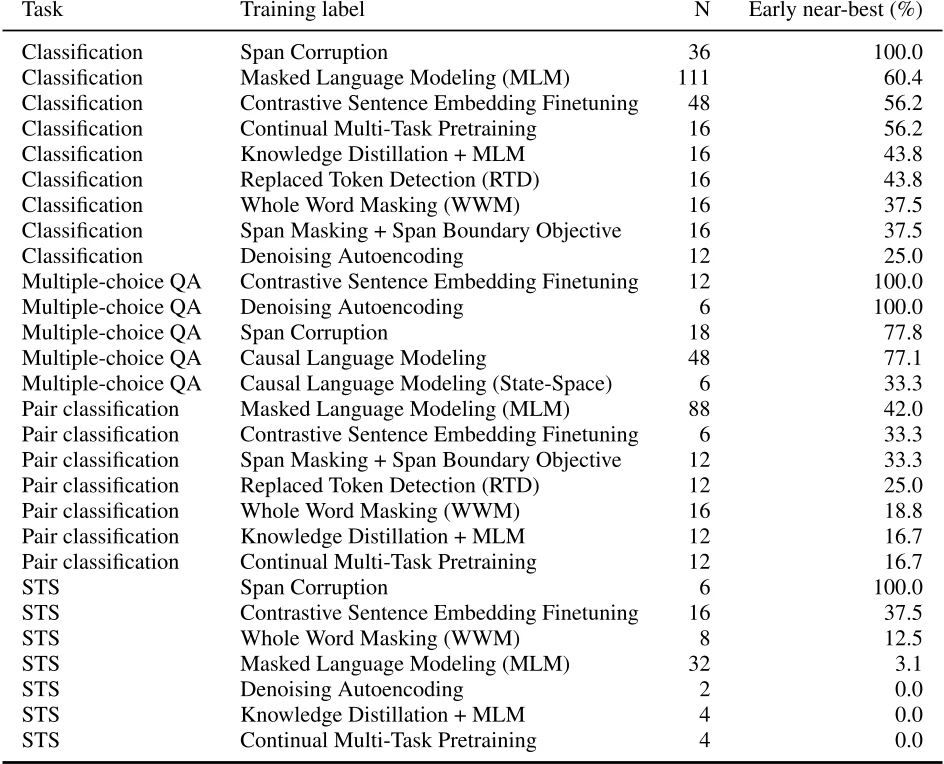 Task Training label N Early near-best (%)
Classification Span Corruption 36 100.0
Classification Masked Language Modeling (MLM) 111 60.4
Classification Contrastive Sentence Embedding Finetuning 48 56.2
Classification Continual Multi-Task Pretraining 16 56.2
Classification Knowledge Distillation + MLM 16 43.8
Classification Replaced Token Detection (RTD) 16 43.8
Classification Whole Word Masking (WWM) 16 37.5
Classification Span Masking + Span Boundary Objective 16 37.5
Classification Denoising Autoencoding 12 25.0
Multiple-choice QA Contrastive Sentence Embedding Finetuning 12 100.0
Multiple-choice QA Denoising Autoencoding 6 100.0
Multiple-choice QA Span Corruption 18 77.8
Multiple-choice QA Causal Language Modeling 48 77.1
Multiple-choice QA Causal Language Modeling (State-Space) 6 33.3
Pair classification Masked Language Modeling (MLM) 88 42.0
Pair classification Contrastive Sentence Embedding Finetuning 6 33.3
Pair classification Span Masking + Span Boundary Objective 12 33.3
Pair classification Replaced Token Detection (RTD) 12 25.0
Pair classification Whole Word Masking (WWM) 16 18.8
Pair classification Knowledge Distillation + MLM 12 16.7
Pair classification Continual Multi-Task Pretraining 12 16.7
STS Span Corruption 6 100.0
STS Contrastive Sentence Embedding Finetuning 16 37.5
STS Whole Word Masking (WWM) 8 12.5
STS Masked Language Modeling (MLM) 32 3.1
STS Denoising Autoencoding 2 0.0
STS Knowledge Distillation + MLM 4 0.0
STS Continual Multi-Task Pretraining 4 0.0